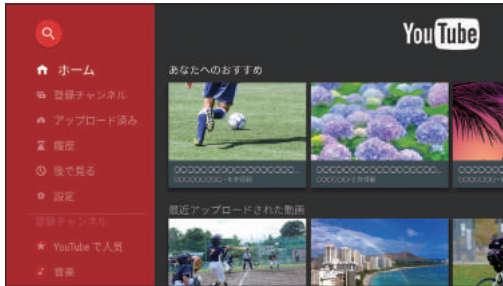 YouTube
ホーム
登録チャンネル
アップロード済み
履歴
後で見る
設定
登録チャンネル
YouTube で人気
音楽
あなたへのおすすめ
最近アップロードされた動画